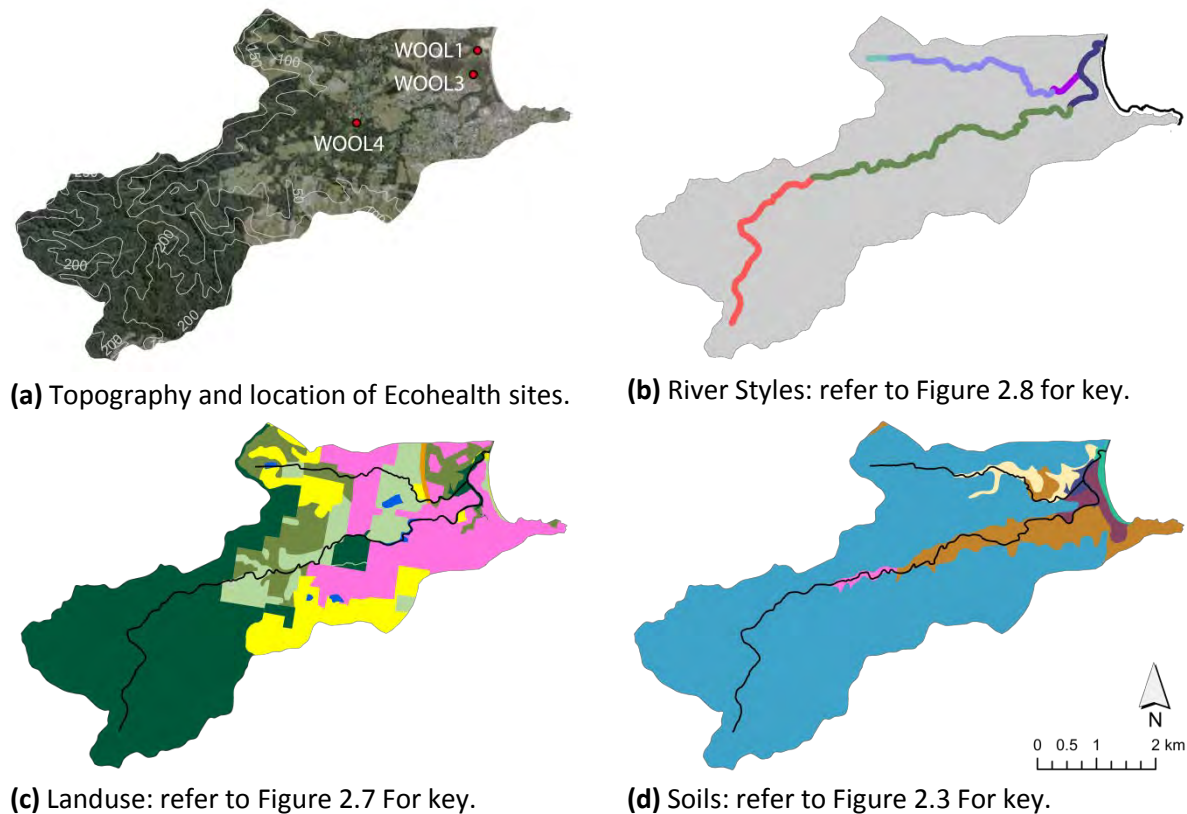 150
100
WOOL1
WOOL3
WOOL4
50
200
200
200
200
(a) Topography and location of Ecohealth sites.
(b) River Styles: refer to Figure 2.8 for key.
(c) Landuse: refer to Figure 2.7 For key.
N
0 0.5 1 2 km
(d) Soils: refer to Figure 2.3 For key.